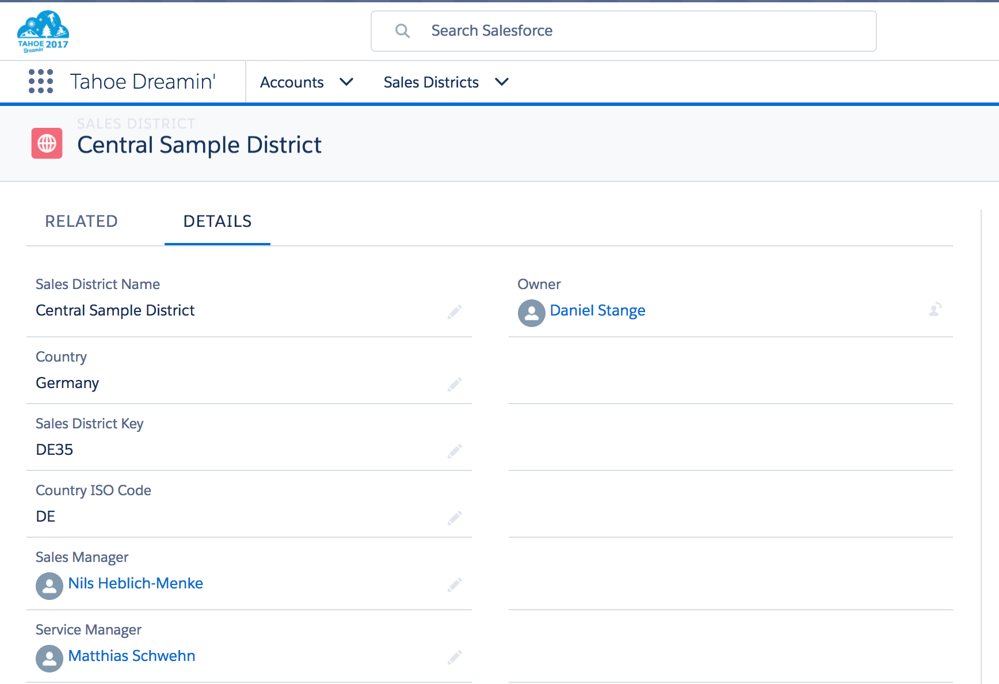 TAHOE 2017
Dreamin'
Search Salesforce
Tahoe Dreamin'
Accounts
Sales Districts
SALES DISTRICT
Central Sample District
RELATED
DETAILS
Sales District Name
Central Sample District
Owner
Daniel Stange
Country
Germany
Sales District Key
DE35
Country ISO Code
DE
Sales Manager
Nils Heblich-Menke
Service Manager
Matthias Schwehn